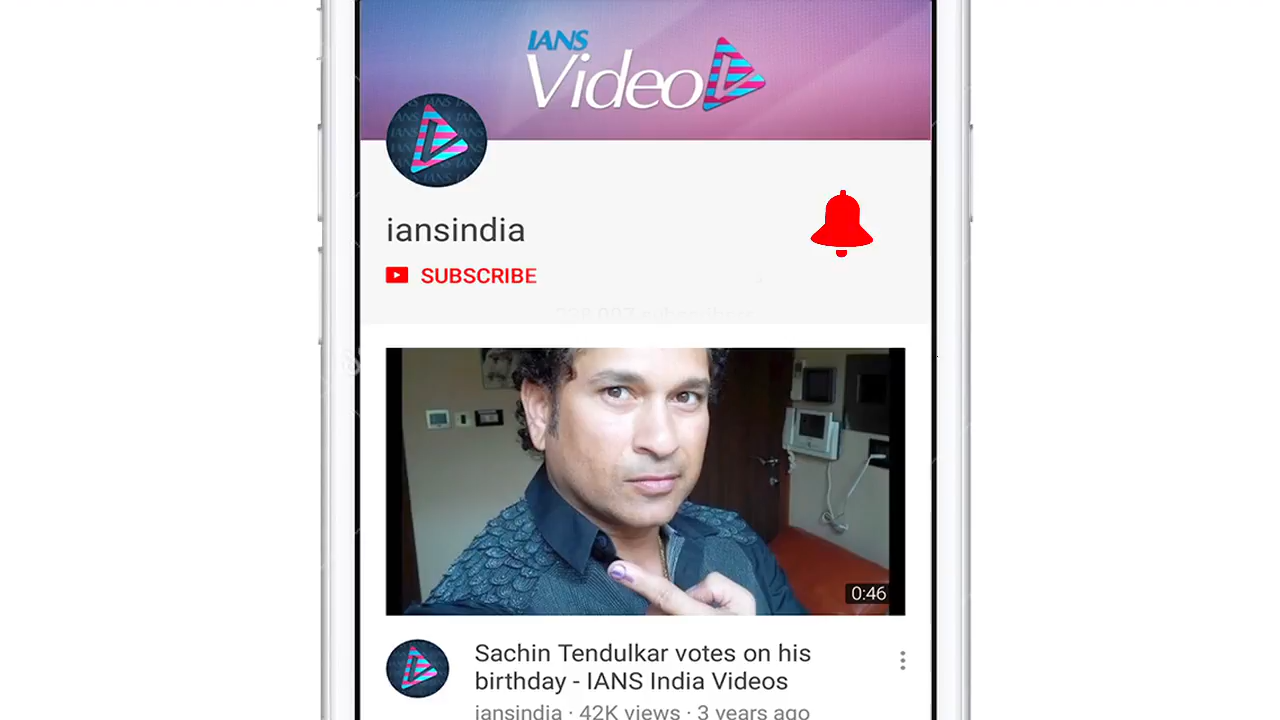 IANS
Video
iansindia
SUBSCRIBE
0:46
Sachin Tendulkar votes on his
birthday - IANS India Videos
iansindia · 42K views · 3 years ago